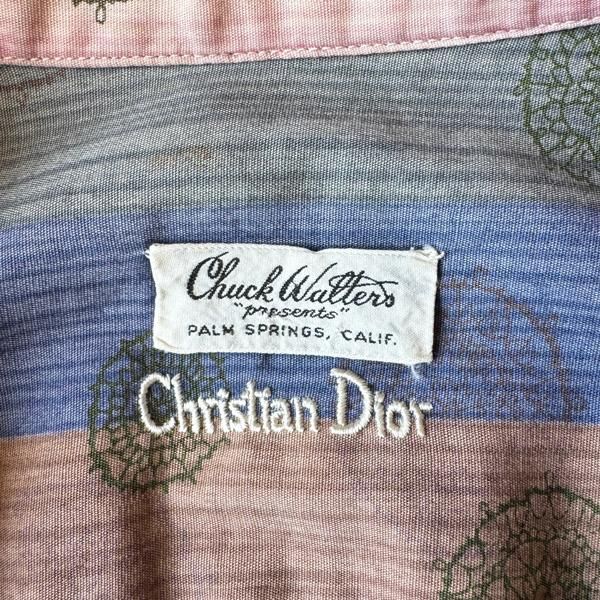 Chuck Walters
"presents"
PALM SPRINGS, CALIF.
Christian Dior